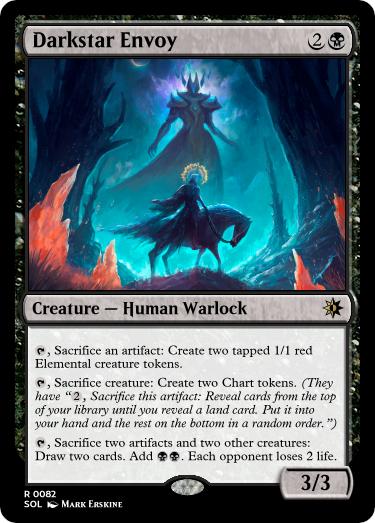 Darkstar Envoy 2
Creature — Human Warlock
, Sacrifice an artifact: Create two tapped 1/1 red
Elemental creature tokens.
, Sacrifice creature: Create two Chart tokens. (They
have “2, Sacrifice this artifact: Reveal cards from the top
of your library until you reveal a land card. Put it into
your hand and the rest on the bottom in a random order.”)
, Sacrifice two artifacts and two other creatures:
Draw two cards. Add . Each opponent loses 2 life.
3/3
R 0082
SOL Mark Erskine